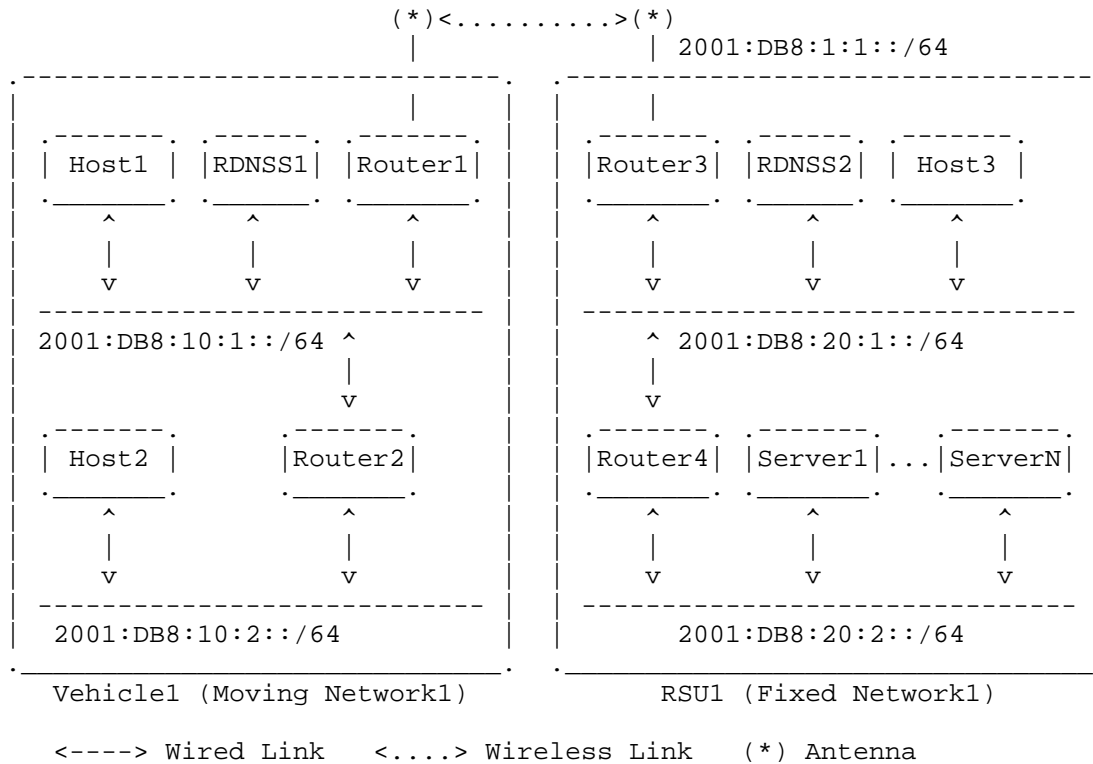 (*)<..........>(*)
2001:DB8:1:1::/64
Host1 RDNSS1 Router1 Router3 RDNSS2 Host3
2001:DB8:10:1::/64 2001:DB8:20:1::/64
Host2 Router2 Router4 Server1 ... ServerN
2001:DB8:10:2::/64 2001:DB8:20:2::/64
Vehicle1 (Moving Network1) RSU1 (Fixed Network1)
<----> Wired Link <....> Wireless Link (*) Antenna